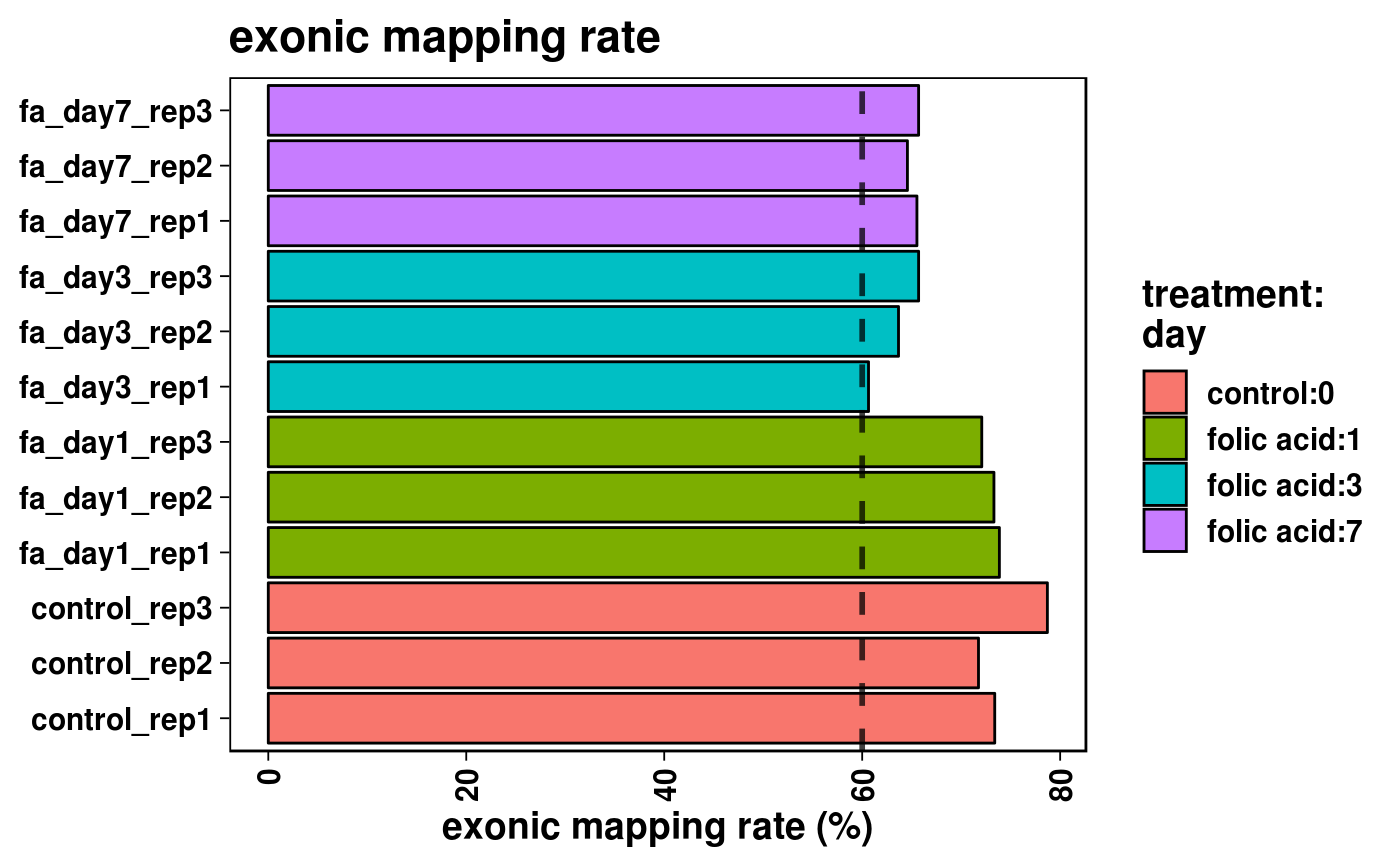 exonic mapping rate
fa_day7_rep3
fa_day7_rep2
fa_day7_rep1
fa_day3_rep3
fa_day3_rep2
fa_day3_rep1
fa_day1_rep3
fa_day1_rep2
fa_day1_rep1
control_rep3
control_rep2
control_rep1
0 20 40 60 80
exonic mapping rate (%)
treatment:
day
control:0
folic acid:1
folic acid:3
folic acid:7